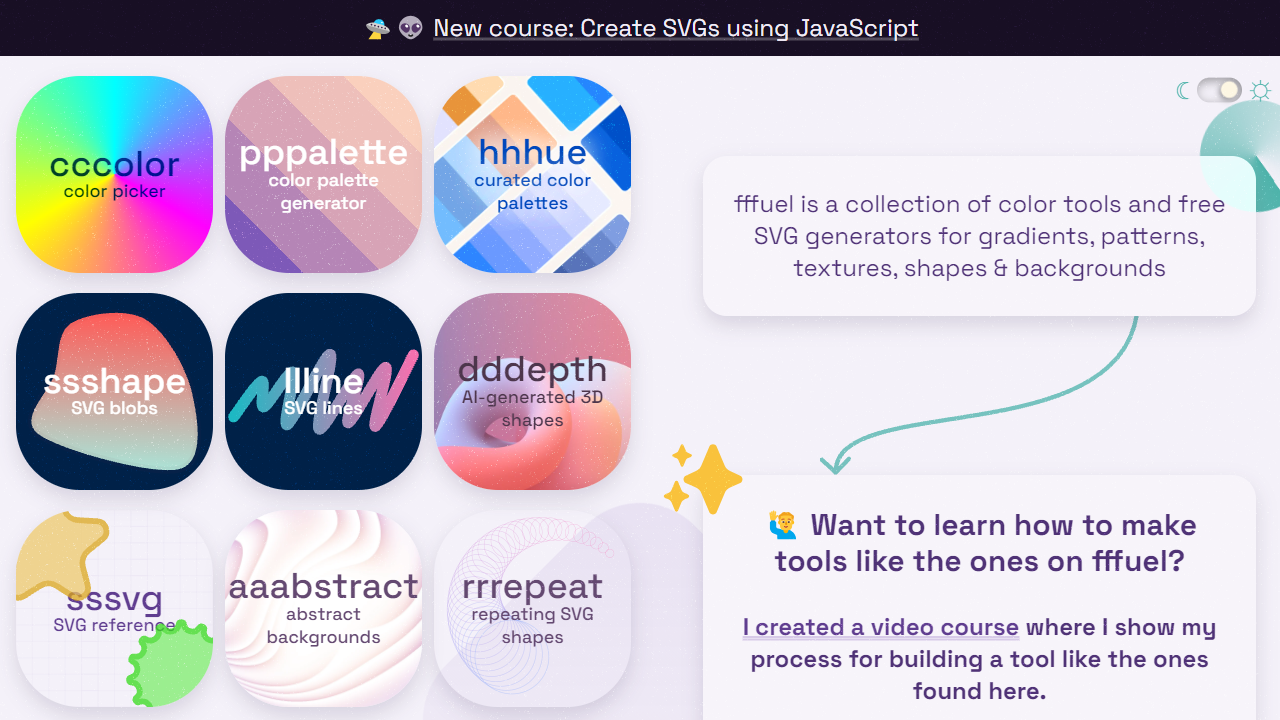 🛸 👽 New course: Create SVGs using JavaScript
cccolor
color picker
pppalette
color palette
generator
hhhue
curated color
palettes
ssshape
SVG blobs
llline
SVG lines
dddepth
AI-generated 3D
shapes
sssvg
SVG reference
aaabstract
abstract
backgrounds
rrrepeat
repeating SVG
shapes
fffuel is a collection of color tools and free
SVG generators for gradients, patterns,
textures, shapes & backgrounds
🙋‍♂️ Want to learn how to make
tools like the ones on fffuel?
I created a video course where I show my
process for building a tool like the ones
found here.